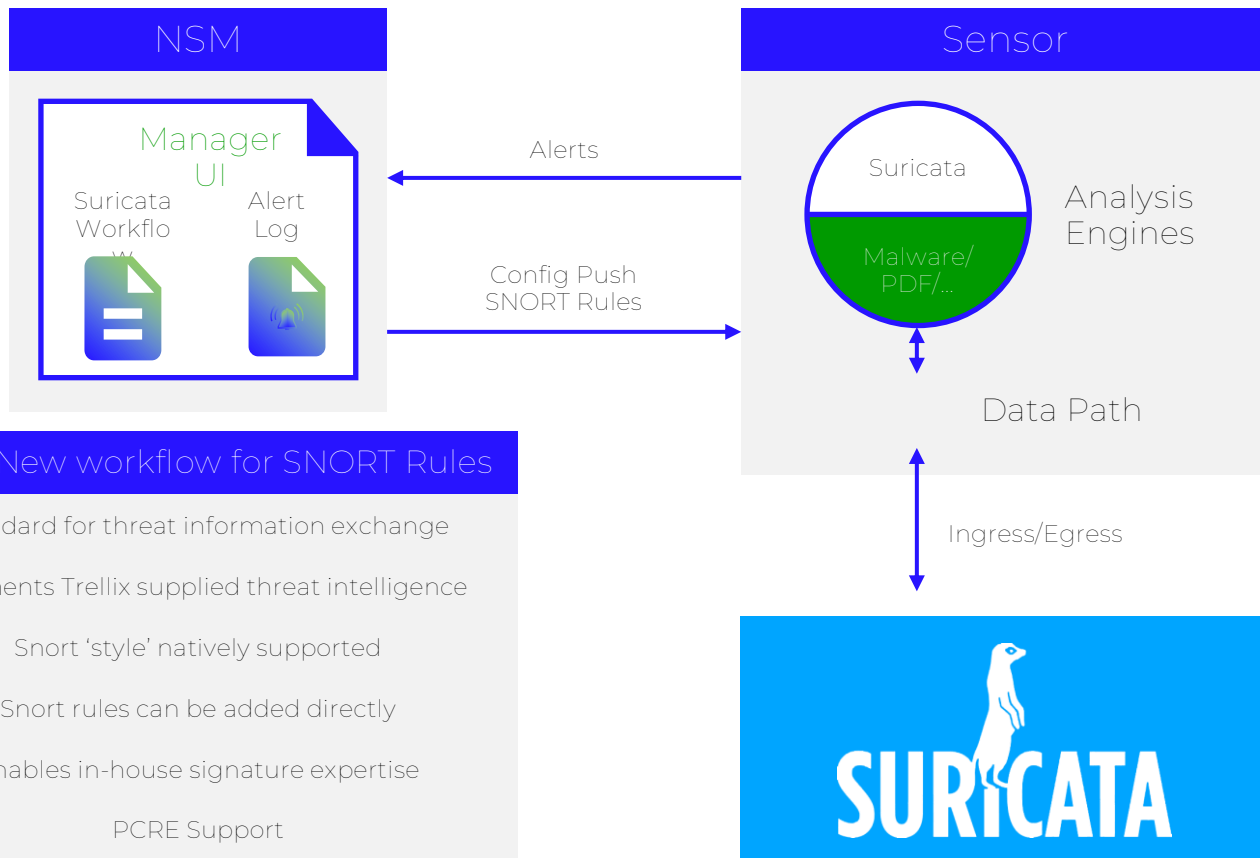 NSM
Manager
UI
Suricata
Workflo
w
Alert
Log
Alerts
Config Push
SNORT Rules
Sensor
Suricata
Malware/
PDF/...
Analysis
Engines
Data Path
Ingress/Egress
New workflow for SNORT Rules
dard for threat information exchange
ents Trellix supplied threat intelligence
Snort ‘style’ natively supported
Snort rules can be added directly
nables in-house signature expertise
PCRE Support
SURICATA